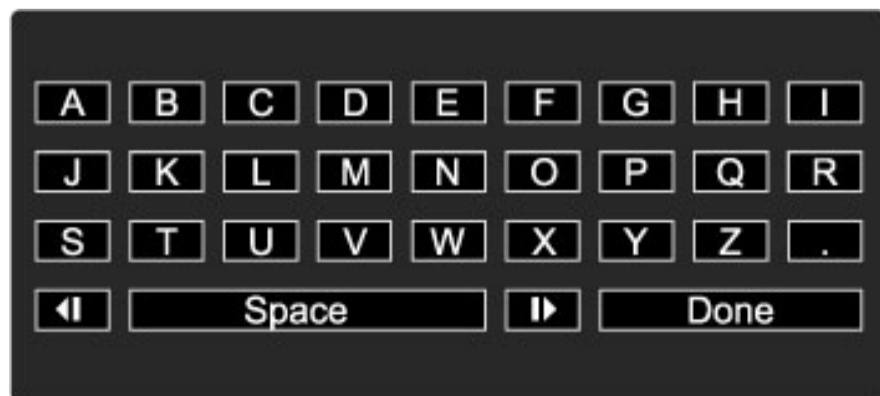 A B C D E F G H I
J K L M N O P Q R
S T U V W X Y Z .
Space Done